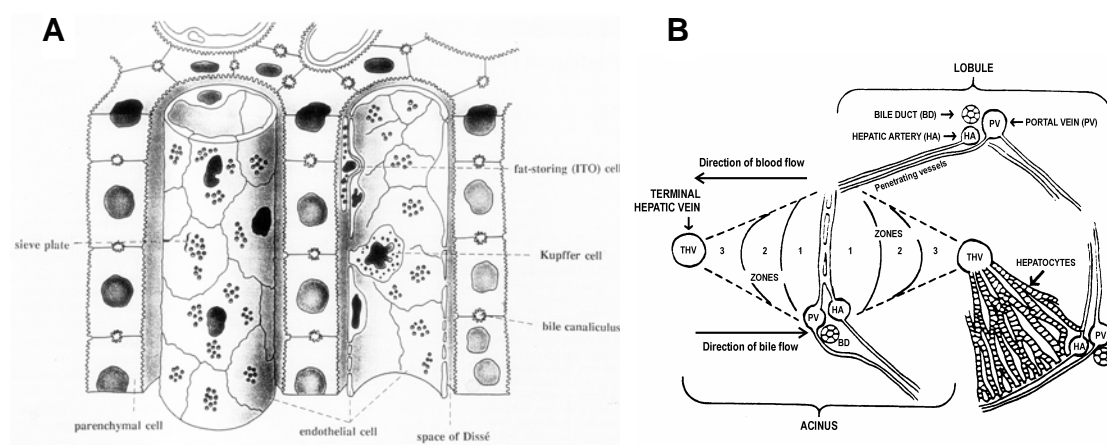 A
fat-storing (ITO) cell
sieve plate
Kupffer cell
bile canaliculus
parenchymal cell
endothelial cell
space of Dissé
B
LOBULE
BILE DUCT (BD)
PV
PORTAL VEIN (PV)
HEPATIC ARTERY (HA)
HA
Direction of blood flow
Penetrating vessels
TERMINAL
HEPATIC VEIN
ZONES
THV
3
2
1
1
2
3
THV
HEPATOCYTES
ZONES
PV
HA
BD
HA
PV
Direction of bile flow
ACINUS